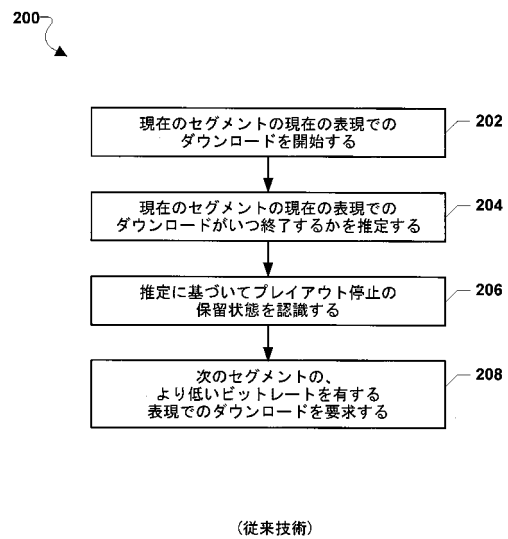 200
現在のセグメントの現在の表現での
ダウンロードを開始する
202
現在のセグメントの現在の表現での
ダウンロードがいつ終了するかを推定する
204
推定に基づいてプレイアウト停止の
保留状態を認識する
206
次のセグメントの、
より低いビットレートを有する
表現でのダウンロードを要求する
208
(従来技術)